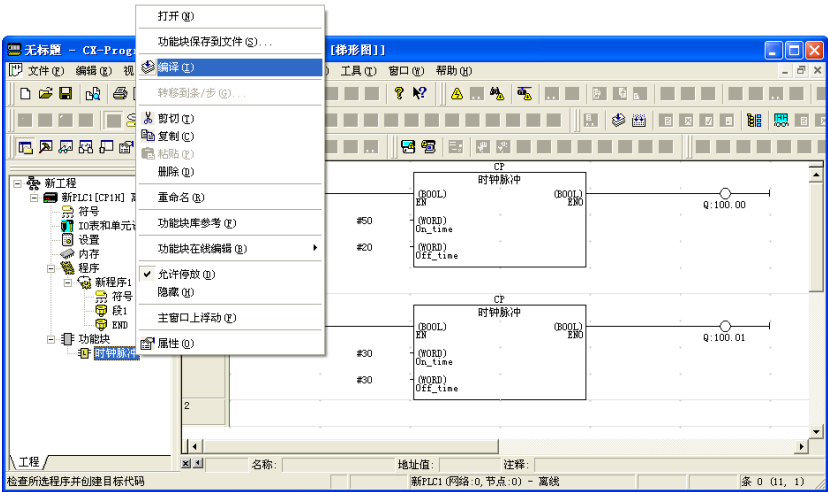 无标题 - CX-Prog
[梯形图]]
文件(F) 编辑(E) 视
) 工具(T) 窗口(W) 帮助(H)
打开(O)
功能块保存到文件(S)...
编译(I)
转移到条/步(G)...
剪切(T)
复制(C)
粘贴(P)
删除(D)
重命名(R)
功能块库参考(F)
功能块在线编辑(B)
允许停放(D)
隐藏(H)
主窗口上浮动(F)
属性(O)
新工程
新PLC1[CP1H] 离
符号
IO表和单元
设置
内存
程序
新程序1
符号
段1
END
功能块
时钟脉冲
工程
CP
时钟脉冲
(BOOL) (BOOL)
EN ENO
Q:100.00
#50 (WORD)
On_time
#20 (WORD)
Off_time
CP
时钟脉冲
(BOOL) (BOOL)
EN ENO
Q:100.01
#30 (WORD)
On_time
#30 (WORD)
Off_time
2
名称: 地址值: 注释:
检查所选程序并创建目标代码 新PLC1(网络:0,节点:0) - 离线 条 0 (11, 1)